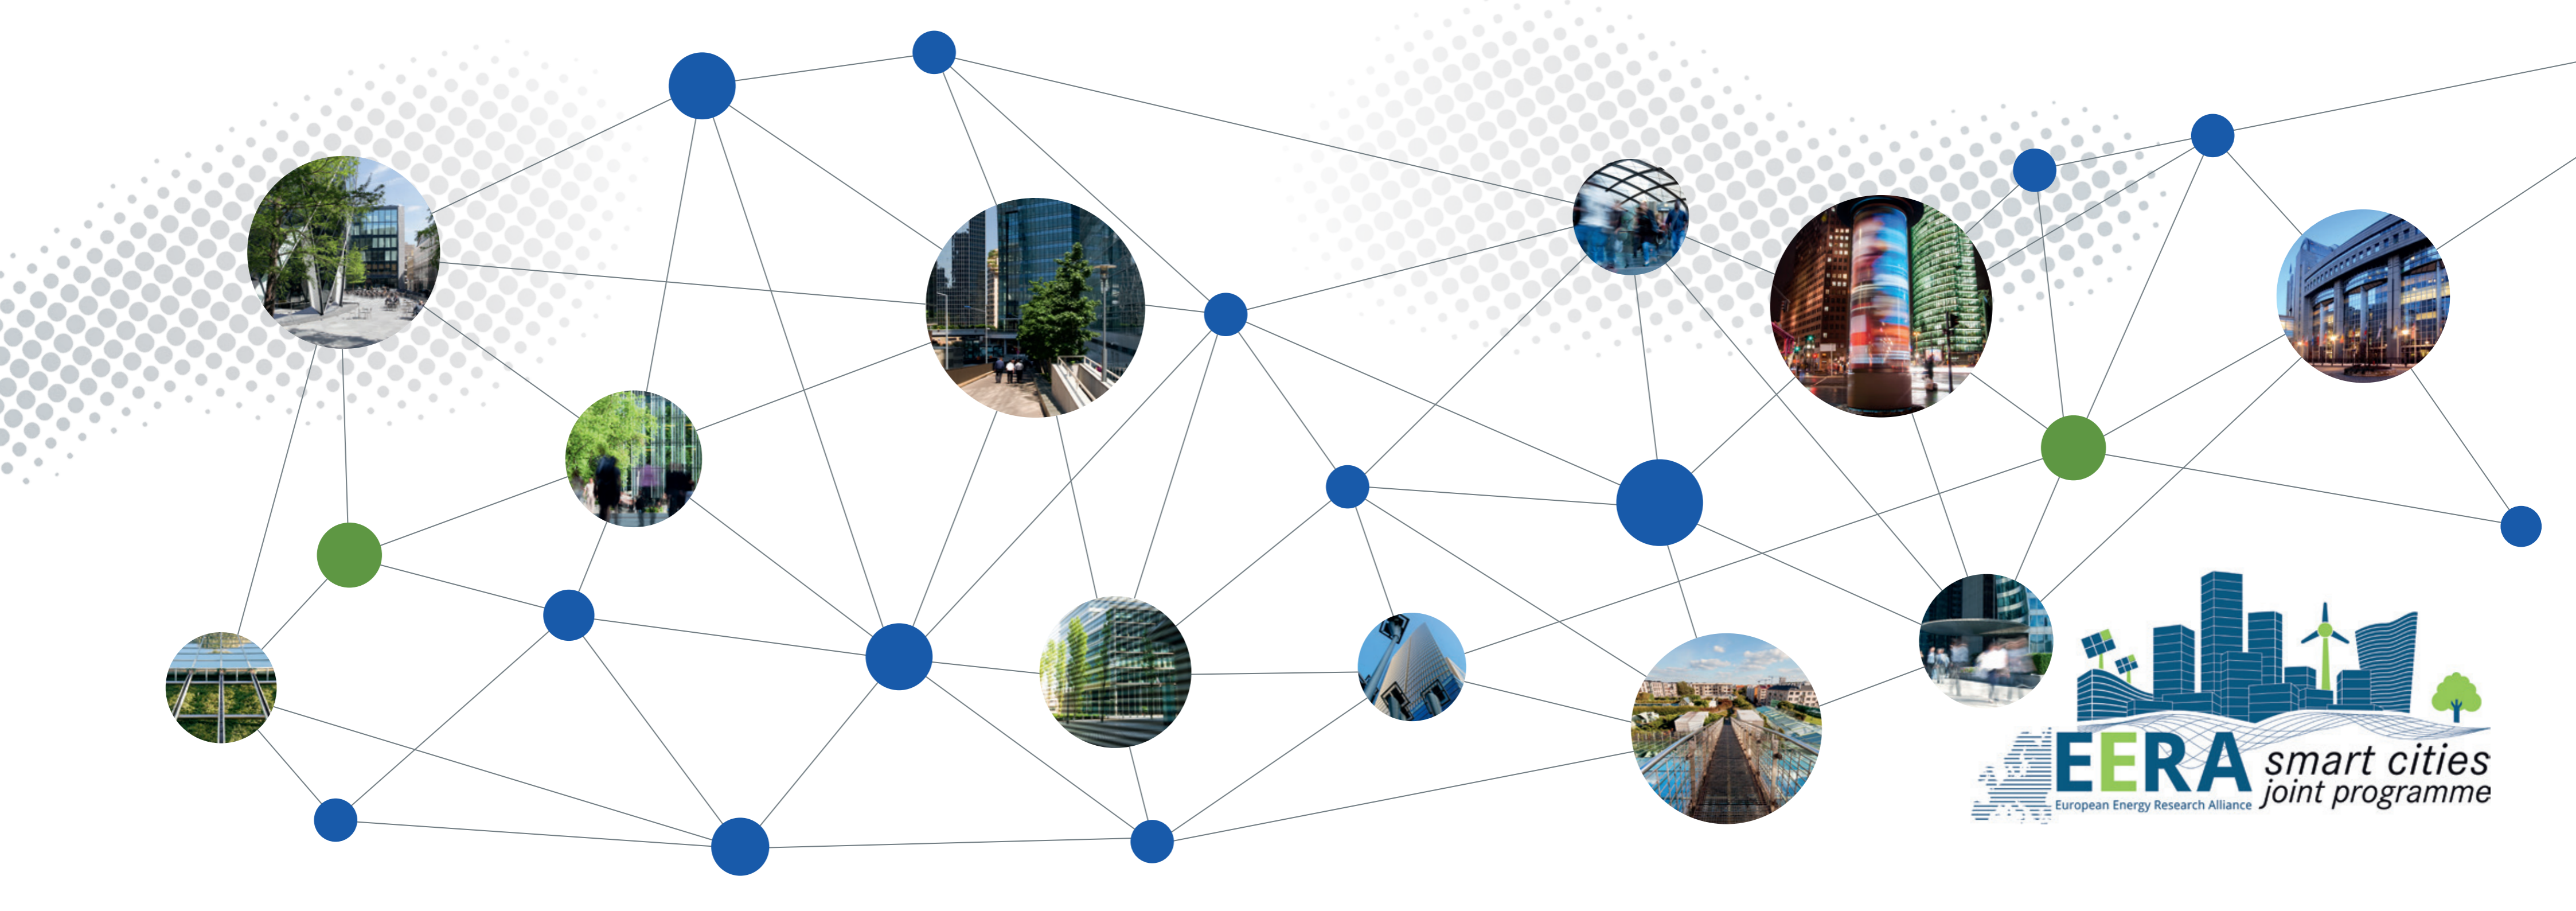 EERA
European Energy Research Alliance
smart cities
joint programme